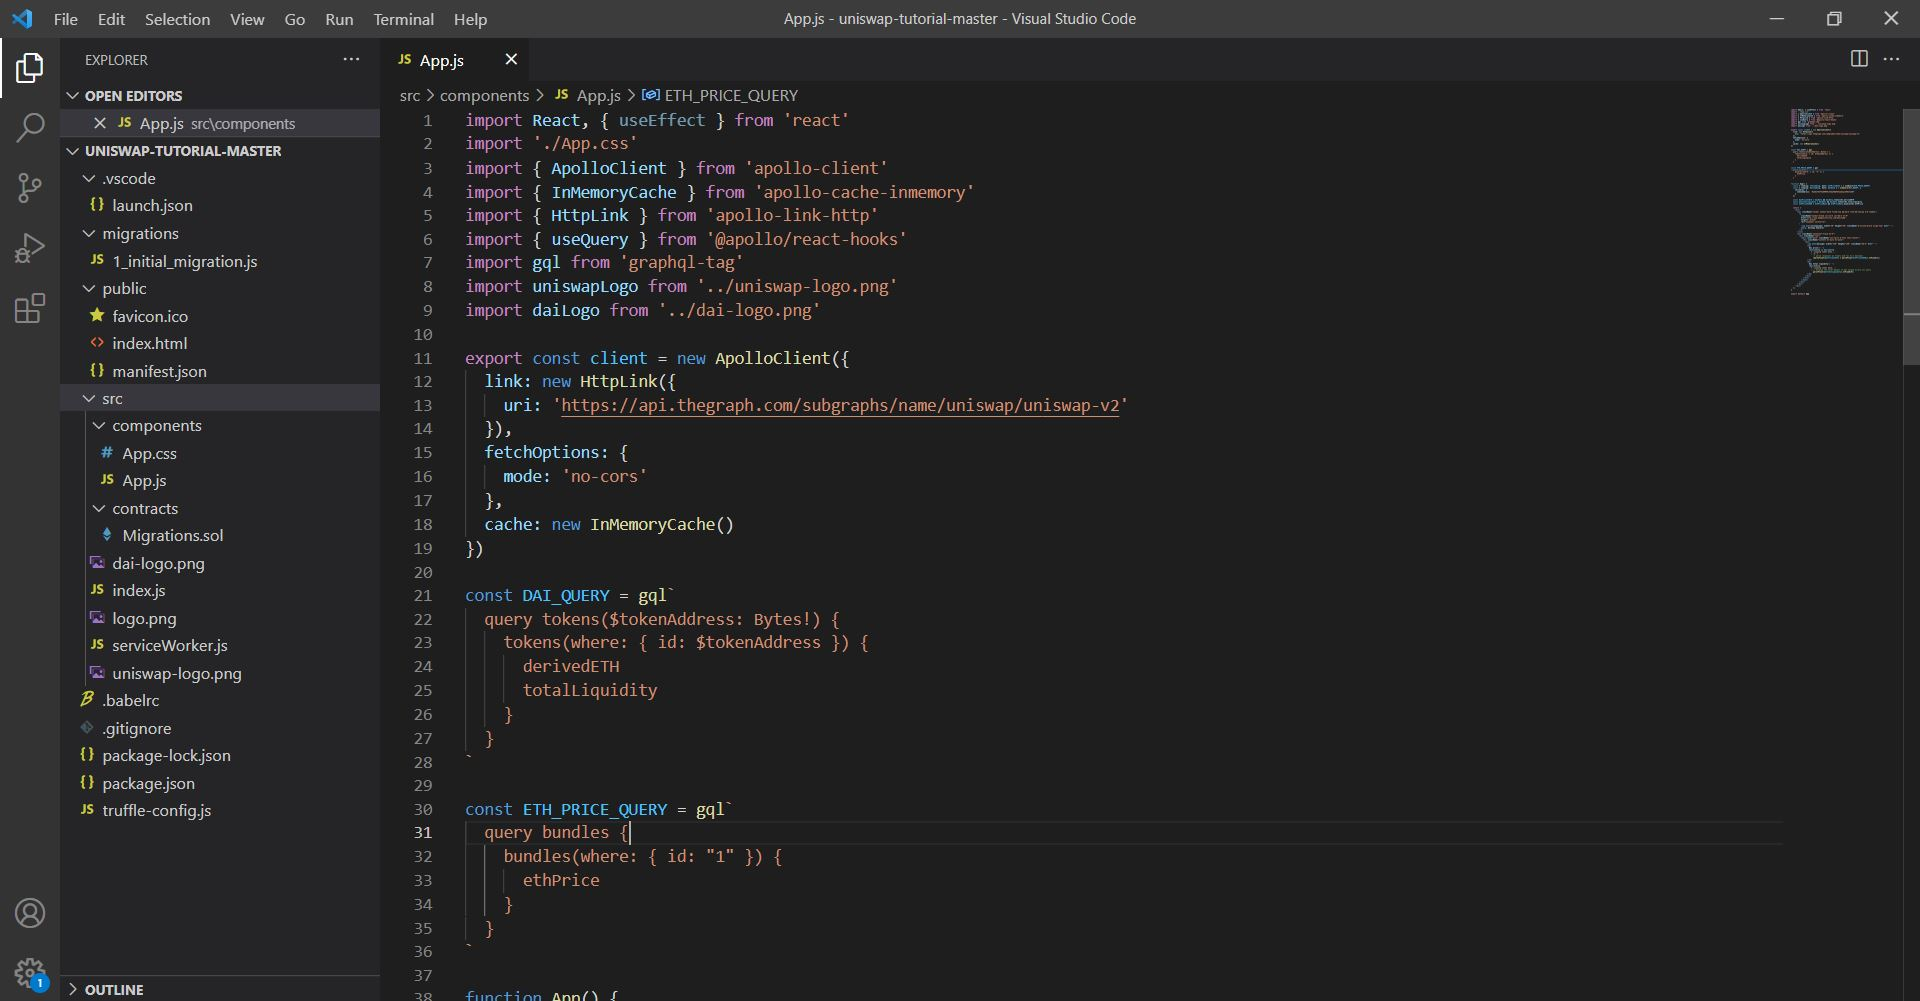 File Edit Selection View Go Run Terminal Help
App.js - uniswap-tutorial-master - Visual Studio Code
EXPLORER
OPEN EDITORS
JS App.js src\components
UNISWAP-TUTORIAL-MASTER
.vscode
{} launch.json
migrations
JS 1_initial_migration.js
public
favicon.ico
<> index.html
{} manifest.json
src
components
# App.css
JS App.js
contracts
Migrations.sol
dai-logo.png
JS index.js
logo.png
JS serviceWorker.js
uniswap-logo.png
.babelrc
.gitignore
{} package-lock.json
{} package.json
JS truffle-config.js
OUTLINE
1
JS App.js
src > components > JS App.js > ETH_PRICE_QUERY
1 import React, { useEffect } from 'react'
2 import './App.css'
3 import { ApolloClient } from 'apollo-client'
4 import { InMemoryCache } from 'apollo-cache-inmemory'
5 import { HttpLink } from 'apollo-link-http'
6 import { useQuery } from '@apollo/react-hooks'
7 import gql from 'graphql-tag'
8 import uniswapLogo from '../uniswap-logo.png'
9 import daiLogo from '../dai-logo.png'
10
11 export const client = new ApolloClient({
12 link: new HttpLink({
13 uri: 'https://api.thegraph.com/subgraphs/name/uniswap/uniswap-v2'
14 }),
15 fetchOptions: {
16 mode: 'no-cors'
17 },
18 cache: new InMemoryCache()
19 })
20
21 const DAI_QUERY = gql`
22 query tokens($tokenAddress: Bytes!) {
23 tokens(where: { id: $tokenAddress }) {
24 derivedETH
25 totalLiquidity
26 }
27 }
28 `
29
30 const ETH_PRICE_QUERY = gql`
31 query bundles {
32 bundles(where: { id: "1" }) {
33 ethPrice
34 }
35 }
36 `
37
38 function App() {